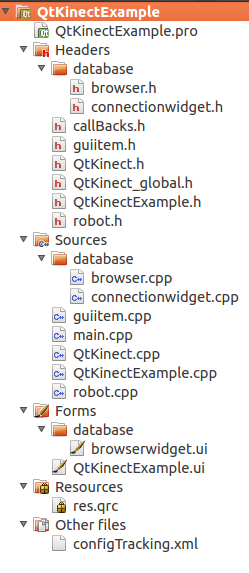 QtKinectExample
QtKinectExample.pro
Headers
database
browser.h
connectionwidget.h
callBacks.h
guiitem.h
QtKinect.h
QtKinect_global.h
QtKinectExample.h
robot.h
Sources
database
browser.cpp
connectionwidget.cpp
guiitem.cpp
main.cpp
QtKinect.cpp
QtKinectExample.cpp
robot.cpp
Forms
database
browserwidget.ui
QtKinectExample.ui
Resources
res.qrc
Other files
configTracking.xml